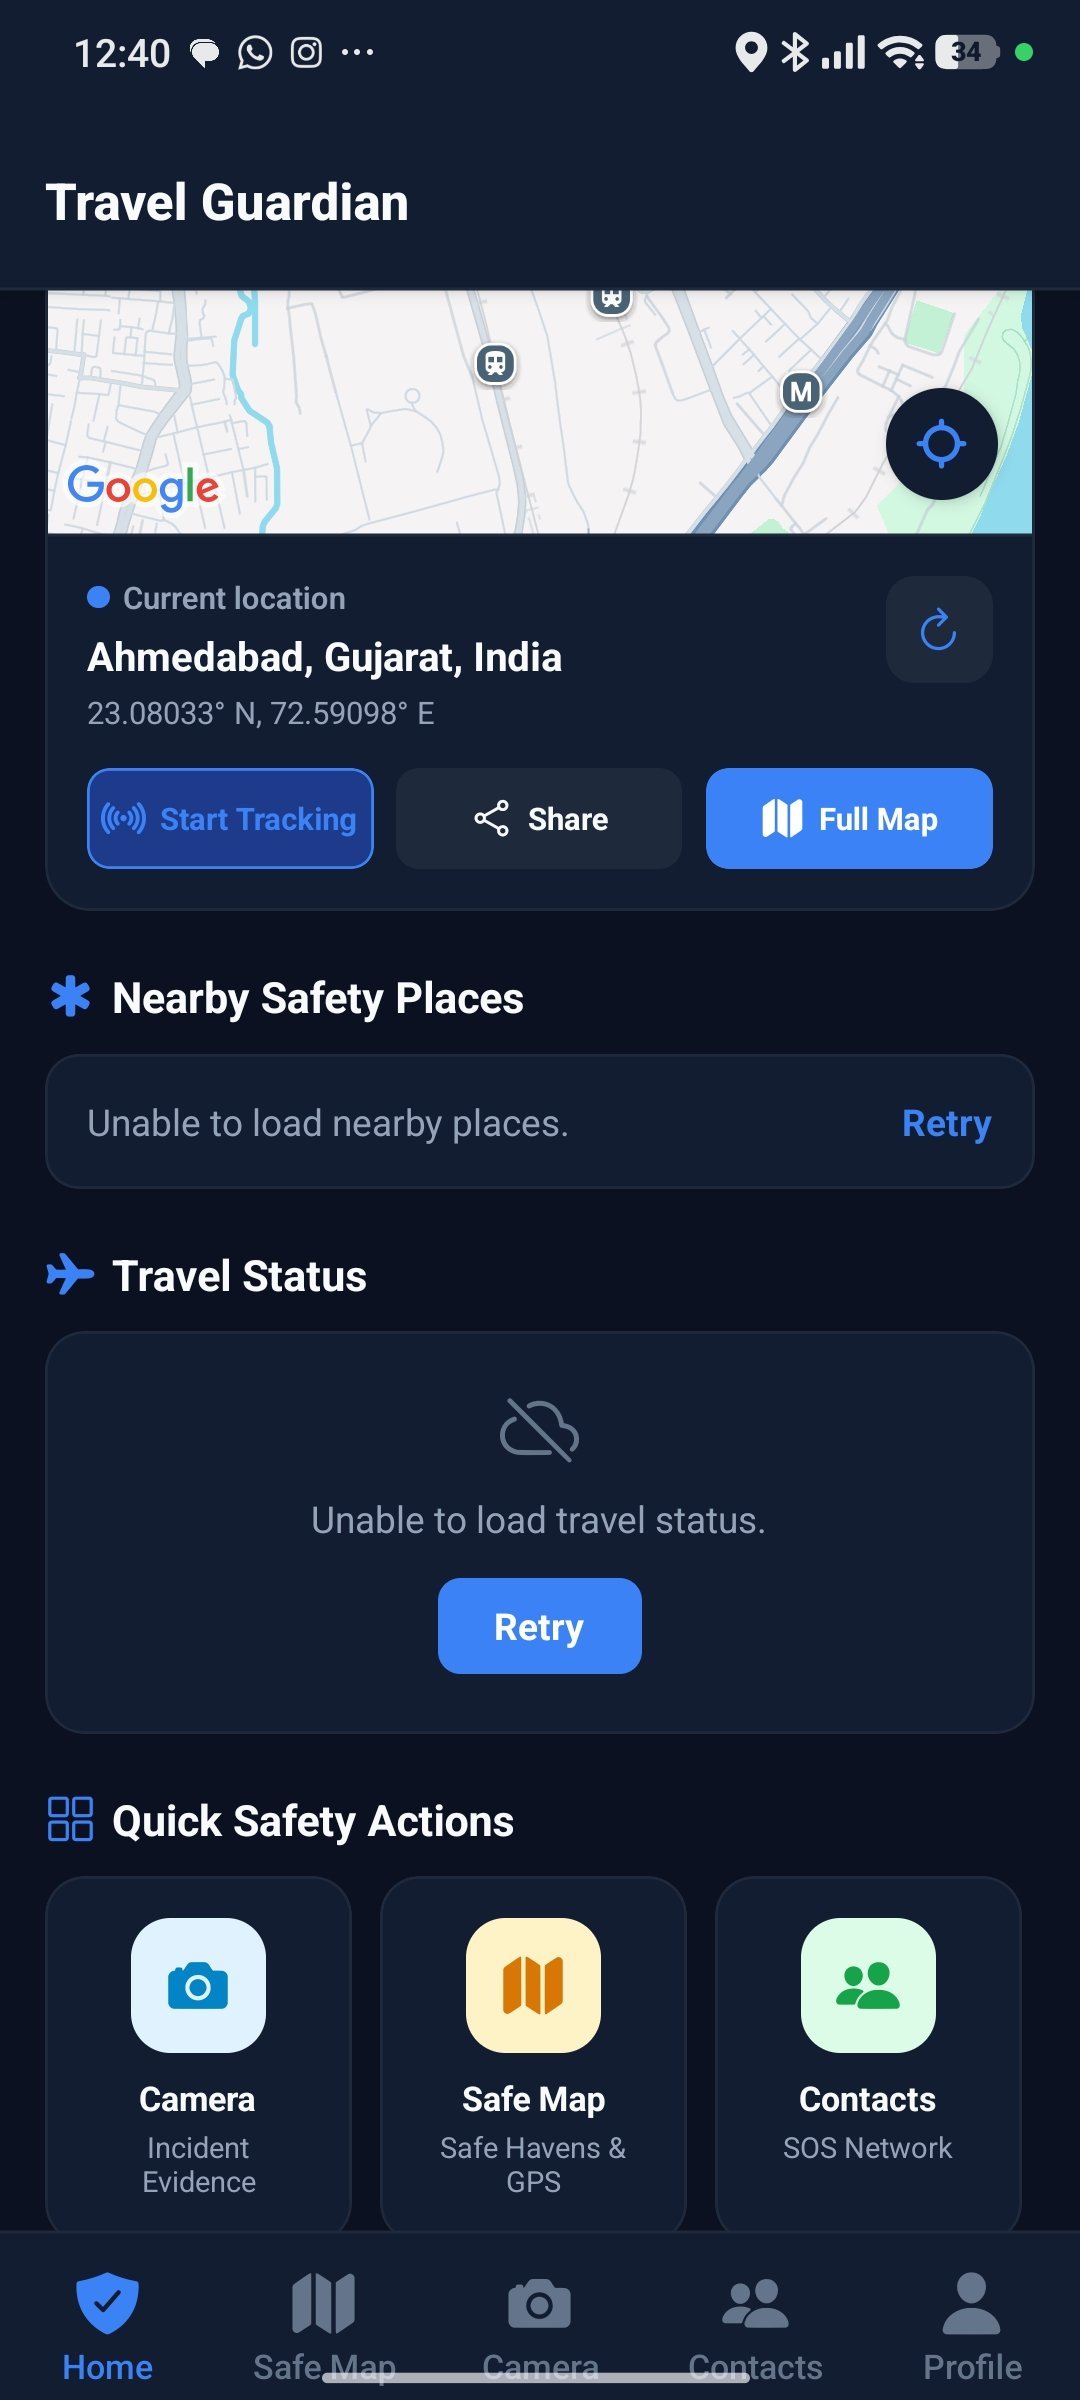 12:40
34
Travel Guardian
M
Google
Current location
Ahmedabad, Gujarat, India
23.08033° N, 72.59098° E
Start Tracking
Share
Full Map
Nearby Safety Places
Unable to load nearby places.
Retry
Travel Status
Unable to load travel status.
Retry
Quick Safety Actions
Camera
Incident
Evidence
Safe Map
Safe Havens &
GPS
Contacts
SOS Network
Home
Safe Map
Camera
Contacts
Profile